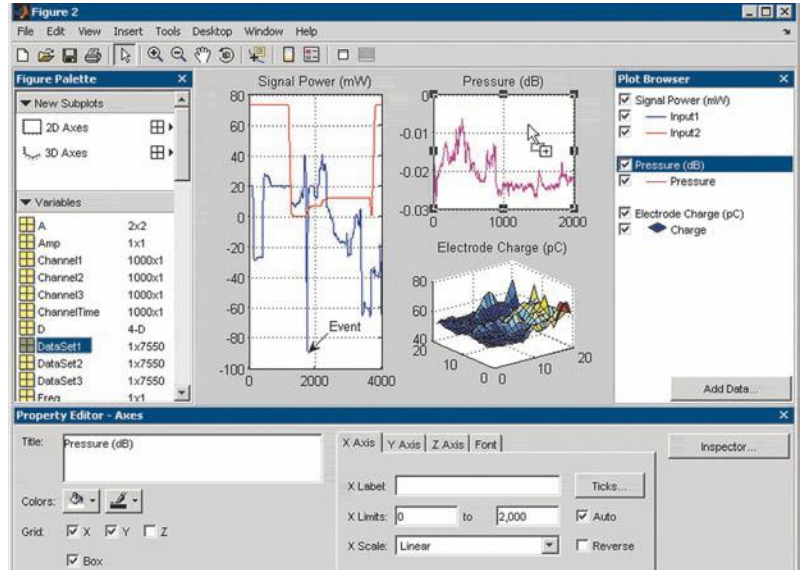 Figure 2
File Edit View Insert Tools Desktop Window Help
Figure Palette
New Subplots
2D Axes
3D Axes
Variables
A 2x2
Amp 1x1
Channel1 1000x1
Channel2 1000x1
Channel3 1000x1
ChannelTime 1000x1
D 4-D
DataSet1 1x7550
DataSet2 1x7550
DataSet3 1x7550
Freq 1x1
Signal Power (mW)
80
60
40
20
0
-20
-40
-60
-80
-100
0 2000 4000
Event
Pressure (dB)
0
-0.01
-0.02
-0.03
0 1000 2000
Electrode Charge (pC)
80
60
40
20
10
0
0
10
20
Plot Browser
Signal Power (mW)
Input1
Input2
Pressure (dB)
Pressure
Electrode Charge (pC)
Charge
Add Data...
Property Editor - Axes
Title: Pressure (dB)
Colors:
Grid: X Y Z
Box
X Axis Y Axis Z Axis Font
X Label:
Ticks...
X Limits: 0 to 2,000 Auto
X Scale: Linear Reverse
Inspector...